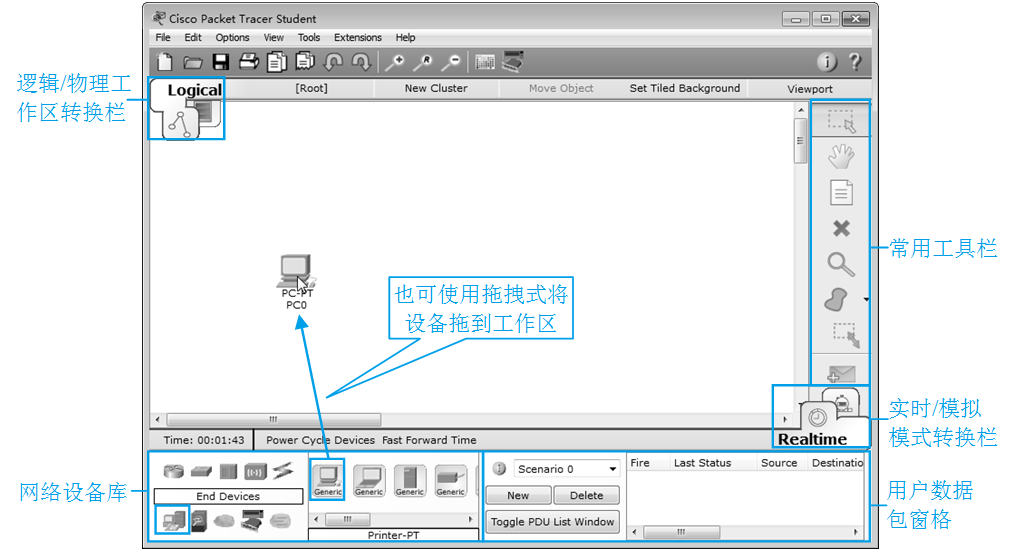 Cisco Packet Tracer Student
File Edit Options View Tools Extensions Help
逻辑/物理工
作区转换栏
Logical
[Root]
New Cluster
Move Object
Set Tiled Background
Viewport
常用工具栏
PC-PT
PC0
也可使用拖拽式将
设备拖到工作区
实时/模拟
模式转换栏
Realtime
Time: 00:01:43
Power Cycle Devices Fast Forward Time
网络设备库
End Devices
Generic
Generic
Generic
Generic
Printer-PT
Scenario 0
New
Delete
Toggle PDU List Window
Fire
Last Status
Source
Destinatio
用户数据
包窗格